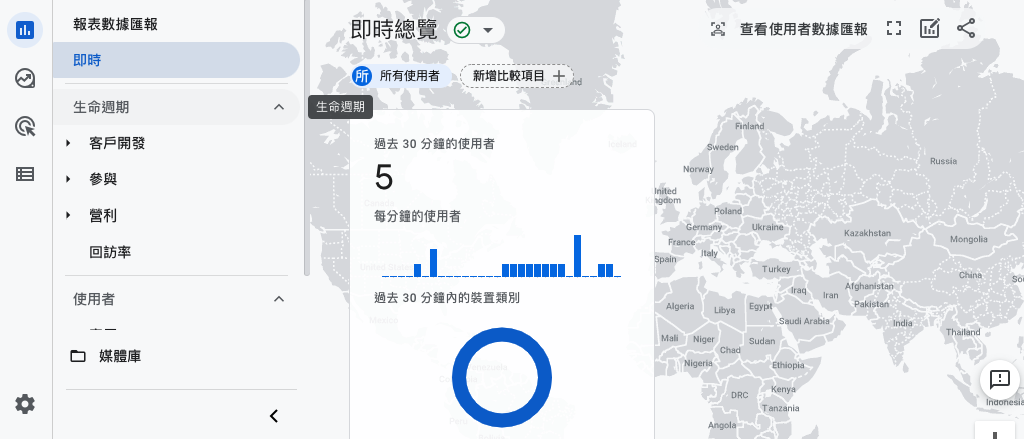 報表數據匯報
即時
生命週期
客戶開發
參與
營利
回訪率
使用者
媒體庫
即時總覽
查看使用者數據匯報
所 所有使用者
新增比較項目
生命週期
過去 30 分鐘的使用者
5
每分鐘的使用者
過去 30 分鐘內的裝置類別
Finland
Sweden
Norway
Russia
United
Kingdom
Poland
Germany
Ukraine
France
Kazakhstan
Italy
Mongolia
Spain
Turkey
China
Iraq
Iran
Afghanistan
Pakistan
Algeria
Libya
Egypt
Saudi Arabia
India
Thailand
Mali
Niger
Chad
Sudan
Nigeria
Ethiopia
Kenya
DRC
Tanzania
Angola
Indonesia